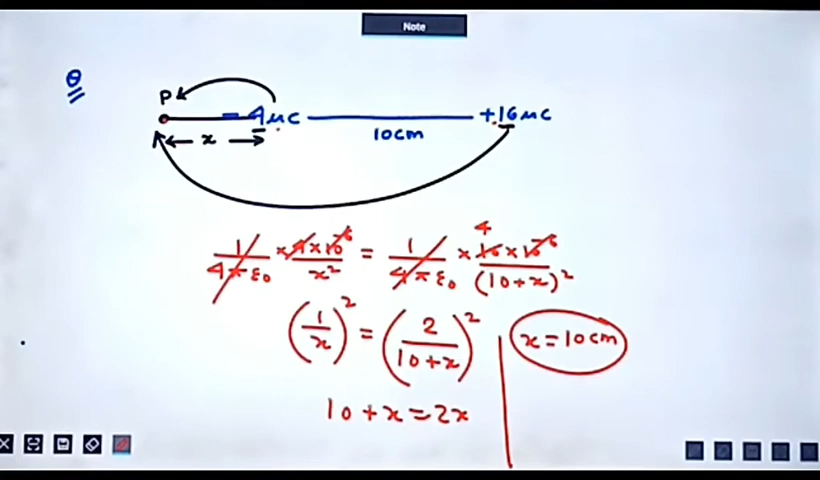 Note
Q
P
- 4μc
+16μc
x
10cm
1/4πε0 × 4×10^-6/x² = 1/4πε0 × 16×10^-6/(10+x)²
4
(1/x)² = (2/10+x)²
x=10cm
10+x=2x